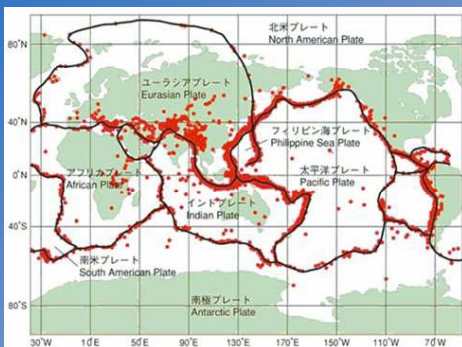 北米プレート
North American Plate
ユーラシアプレート
Eurasian Plate
フィリピン海プレート
Philippine Sea Plate
アフリカプレート
African Plate
太平洋プレート
Pacific Plate
インドプレート
Indian Plate
南米プレート
South American Plate
南極プレート
Antarctic Plate
80°N
40°N
0°N
40°S
80°S
30°W
10°E
50°E
90°E
130°E
170°E
150°W
110°W
70°W